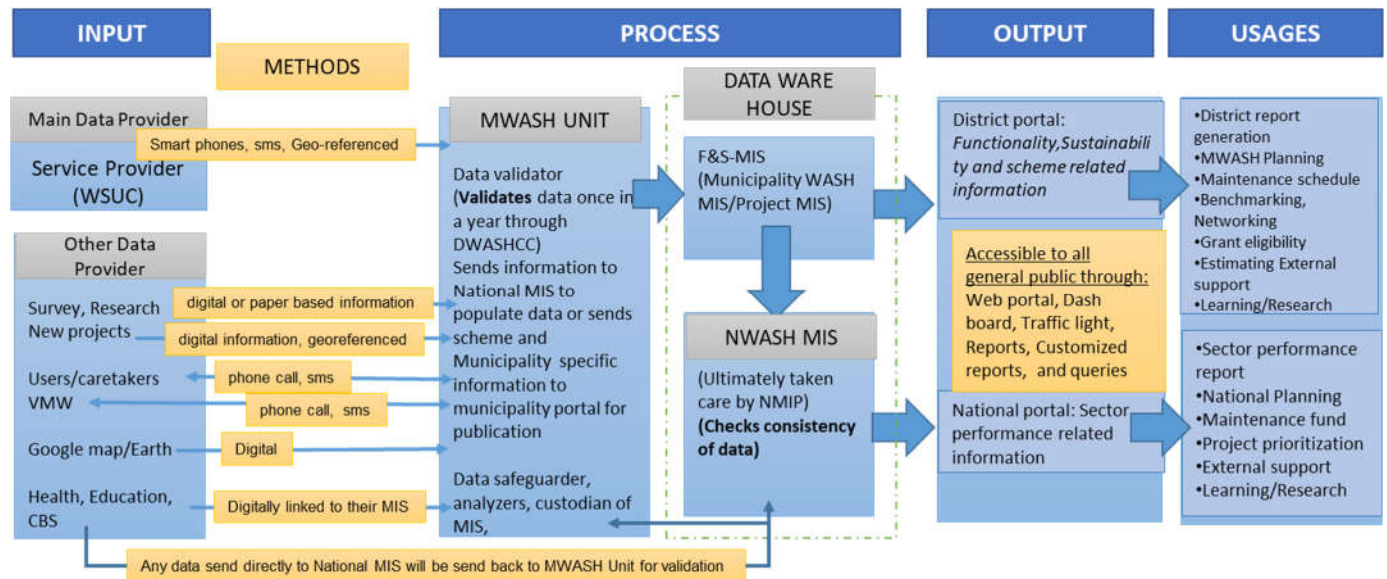 INPUT
PROCESS
OUTPUT
USAGES
METHODS
Main Data Provider
Service Provider
(WSUC)
Smart phones, sms, Geo-referenced
Other Data
Provider
Survey, Research
New projects
Users/caretakers
VMW
Google map/Earth
Health, Education,
CBS
digital or paper based information
digital information, georeferenced
phone call, sms
phone call, sms
Digital
Digitally linked to their MIS
Any data send directly to National MIS will be send back to MWASH Unit for validation
MWASH UNIT
Data validator
(Validates data once in
a year through
DWASHCC)
Sends information to
National MIS to
populate data or sends
scheme and
Municipality specific
information to
municipality portal for
publication
Data safeguarder,
analyzers, custodian of
MIS,
DATA WARE
HOUSE
F&S-MIS
(Municipality WASH
MIS/Project MIS)
NWASH MIS
(Ultimately taken
care by NMIP)
(Checks consistency
of data)
District portal:
Functionality,Sustainabili
ty and scheme related
information
Accessible to all
general public through:
Web portal, Dash
board, Traffic light,
Reports, Customized
reports, and queries
National portal: Sector
performance related
information
•District report
generation
•MWASH Planning
•Maintenance schedule
•Benchmarking,
Networking
•Grant eligibility
•Estimating External
support
•Learning/Research
•Sector performance
report
•National Planning
•Maintenance fund
•Project prioritization
•External support
•Learning/Research